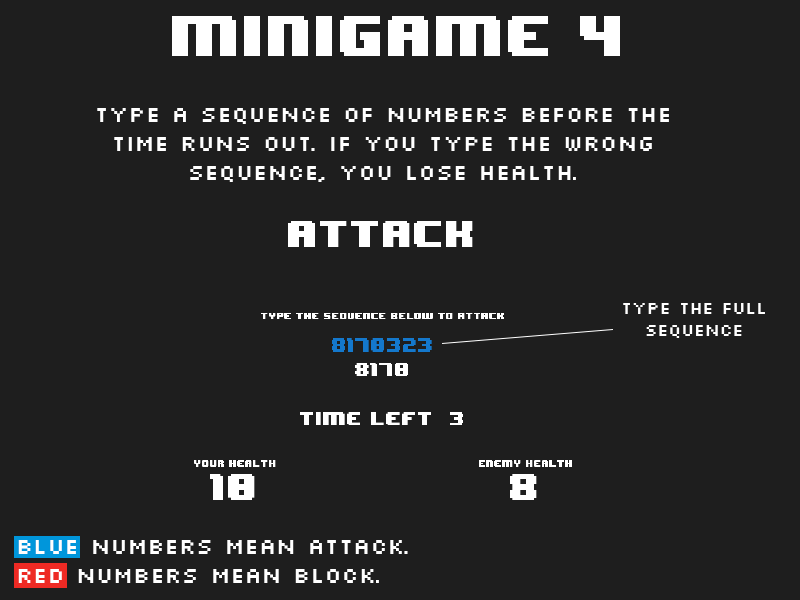 MINIGAME 4
TYPE A SEQUENCE OF NUMBERS BEFORE THE
TIME RUNS OUT. IF YOU TYPE THE WRONG
SEQUENCE, YOU LOSE HEALTH.
ATTACK
TYPE THE SEQUENCE BELOW TO ATTACK
8170323
8170
TYPE THE FULL
SEQUENCE
TIME LEFT 3
YOUR HEALTH
10
ENEMY HEALTH
8
BLUE NUMBERS MEAN ATTACK.
RED NUMBERS MEAN BLOCK.